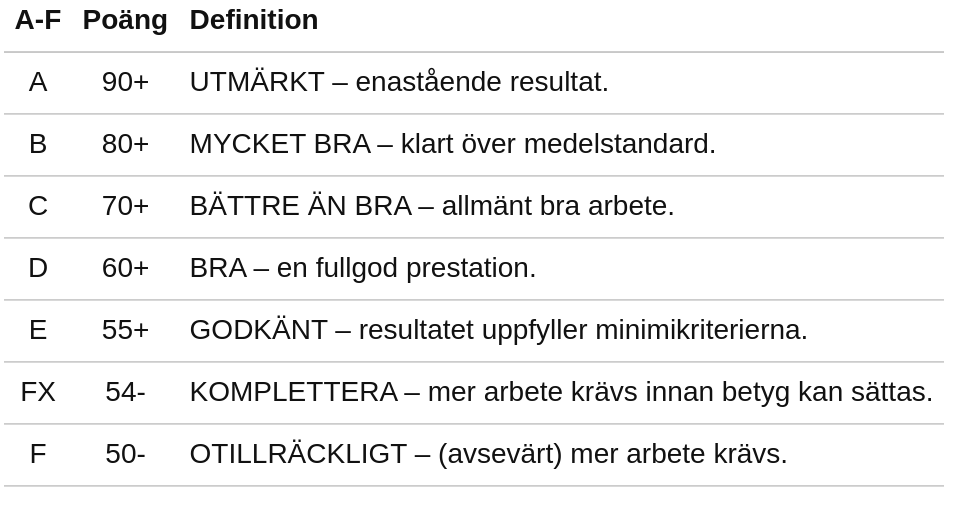 A-F Poäng Definition
A 90+ UTMÄRKT – enastående resultat.
B 80+ MYCKET BRA – klart över medelstandard.
C 70+ BÄTTRE ÄN BRA – allmänt bra arbete.
D 60+ BRA – en fullgod prestation.
E 55+ GODKÄNT – resultatet uppfyller minimikriterierna.
FX 54- KOMPLETTERA – mer arbete krävs innan betyg kan sättas.
F 50- OTILLRÄCKLIGT – (avsevärt) mer arbete krävs.